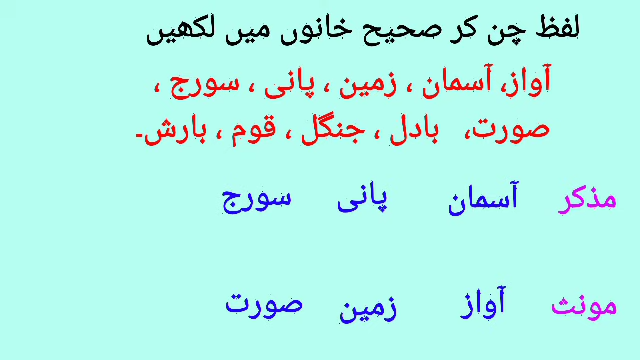 لفظ چن کر صحیح خانوں میں لکھیں
آواز، آسمان ، زمین ، پانی ، سورج ،
صورت، بادل ، جنگل ، قوم ، بارش۔
مذکر آسمان پانی سورج
مونث آواز زمین صورت